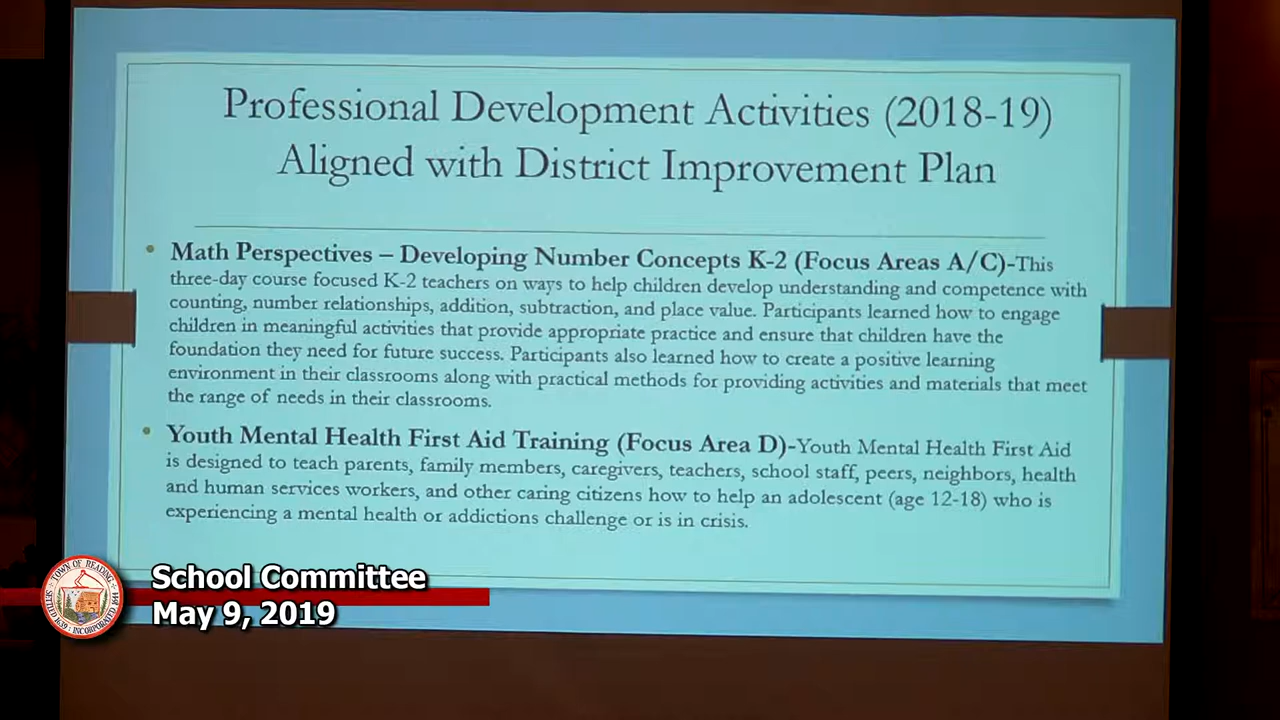 Professional Development Activities (2018-19)
Aligned with District Improvement Plan
• Math Perspectives – Developing Number Concepts K-2 (Focus Areas A/C)-This
three-day course focused K-2 teachers on ways to help children develop understanding and competence with
counting, number relationships, addition, subtraction, and place value. Participants learned how to engage
children in meaningful activities that provide appropriate practice and ensure that children have the
foundation they need for future success. Participants also learned how to create a positive learning
environment in their classrooms along with practical methods for providing activities and materials that meet
the range of needs in their classrooms.
• Youth Mental Health First Aid Training (Focus Area D)-Youth Mental Health First Aid
is designed to teach parents, family members, caregivers, teachers, school staff, peers, neighbors, health
and human services workers, and other caring citizens how to help an adolescent (age 12-18) who is
experiencing a mental health or addictions challenge or is in crisis.
TOWN OF READING
SETTLED 1639
INCORPORATED 1644
School Committee
May 9, 2019